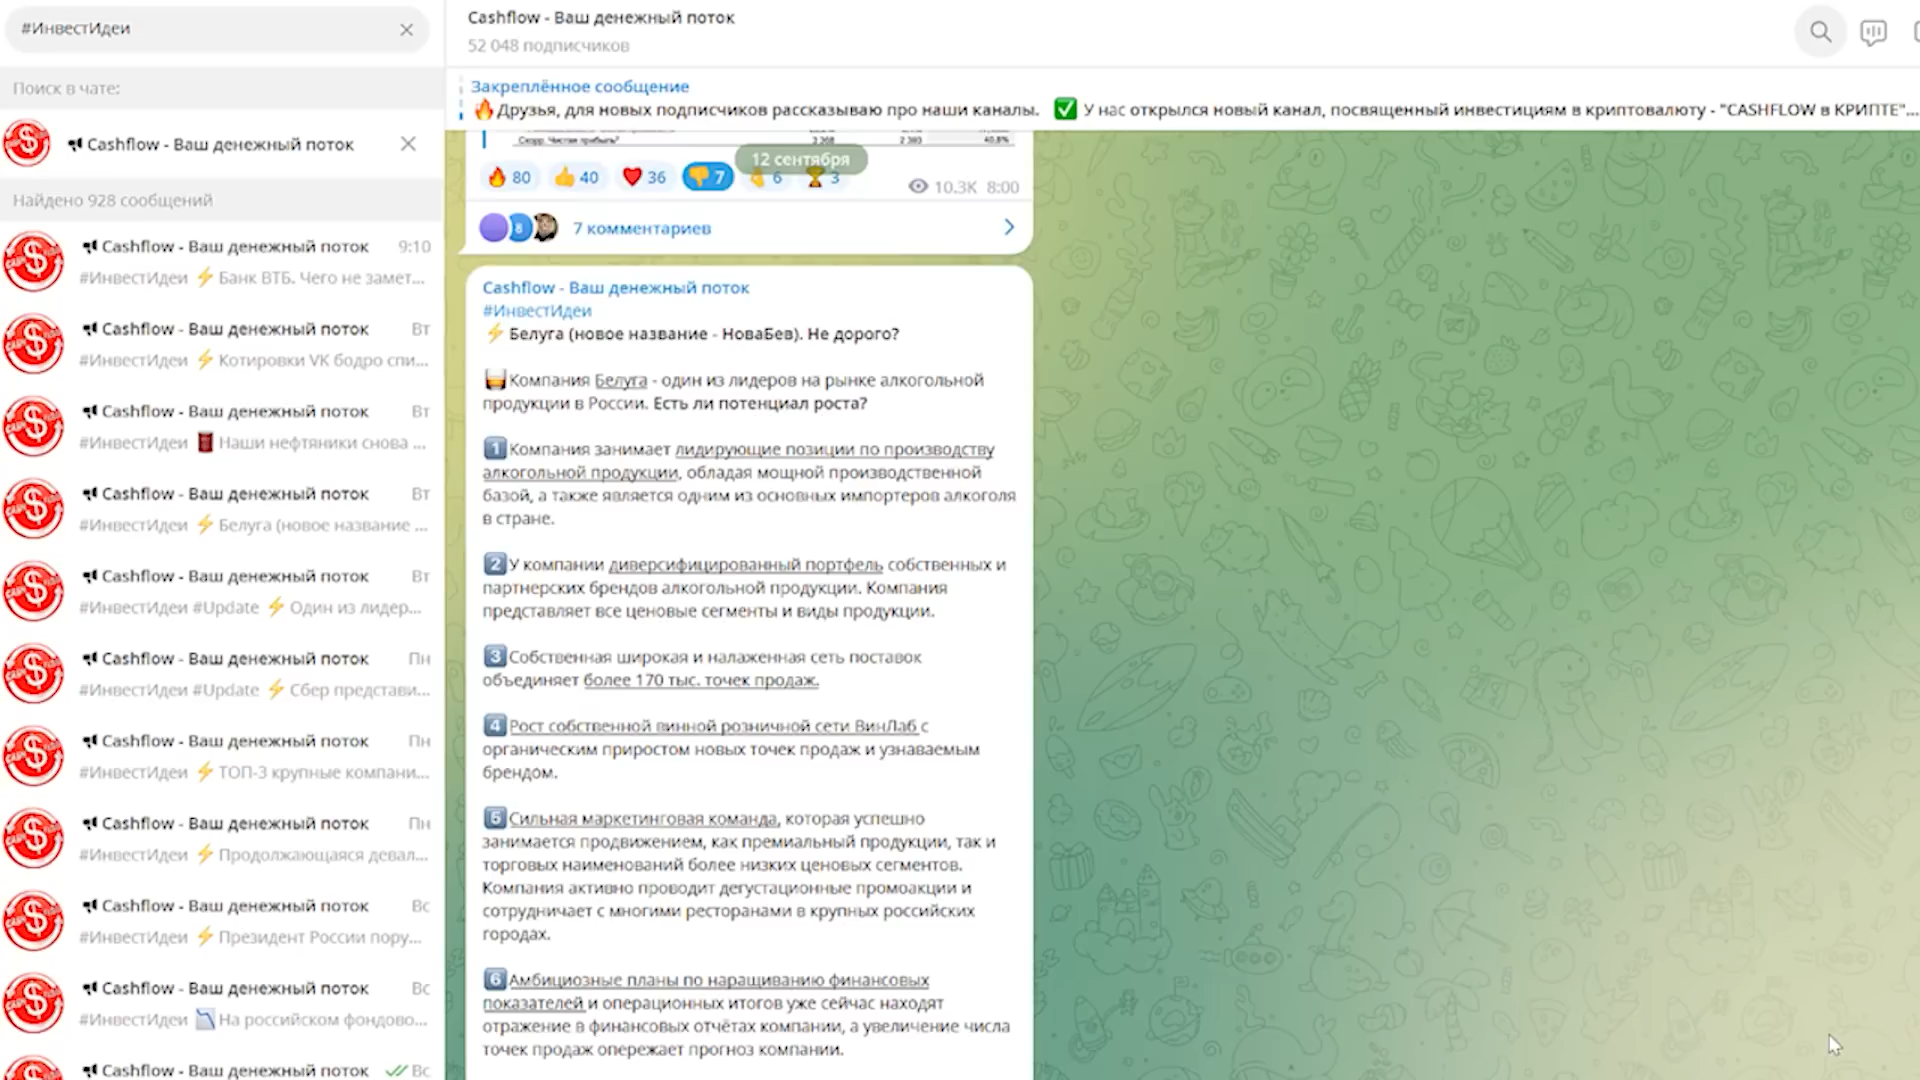 #ИнвестИдеи
Поиск в чате:
Cashflow - Ваш денежный поток
Найдено 928 сообщений
Cashflow - Ваш денежный поток 9:10
#ИнвестИдеи ⚡ Банк ВТБ. Чего не замет...
Cashflow - Ваш денежный поток Вт
#ИнвестИдеи ⚡ Котировки VK бодро спи...
Cashflow - Ваш денежный поток Вт
#ИнвестИдеи 🛢 Наши нефтяники снова ...
Cashflow - Ваш денежный поток Вт
#ИнвестИдеи ⚡ Белуга (новое название ...
Cashflow - Ваш денежный поток Вт
#ИнвестИдеи #Update ⚡ Один из лидер...
Cashflow - Ваш денежный поток Пн
#ИнвестИдеи #Update ⚡ Сбер представи...
Cashflow - Ваш денежный поток Пн
#ИнвестИдеи ⚡ ТОП-3 крупные компани...
Cashflow - Ваш денежный поток Пн
#ИнвестИдеи ⚡ Продолжающаяся девал...
Cashflow - Ваш денежный поток Вс
#ИнвестИдеи ⚡ Президент России пору...
Cashflow - Ваш денежный поток Вс
#ИнвестИдеи 📉 На российском фондово...
Cashflow - Ваш денежный поток Вс
Cashflow - Ваш денежный поток
52 048 подписчиков
Закреплённое сообщение
🔥Друзья, для новых подписчиков рассказываю про наши каналы. ✅ У нас открылся новый канал, посвященный инвестициям в криптовалюту - "CASHFLOW в КРИПТЕ"...
Скорр. Чистая прибыль 40,8%
12 сентября
🔥 80 👍 40 ❤ 36 👎 7 6 🏆 3
10.3K 8:00
8 7 комментариев
Cashflow - Ваш денежный поток
#ИнвестИдеи
⚡Белуга (новое название - НоваБев). Не дорого?
🥃Компания Белуга - один из лидеров на рынке алкогольной
продукции в России. Есть ли потенциал роста?
1️⃣Компания занимает лидирующие позиции по производству
алкогольной продукции, обладая мощной производственной
базой, а также является одним из основных импортеров алкоголя
в стране.
2️⃣У компании диверсифицированный портфель собственных и
партнерских брендов алкогольной продукции. Компания
представляет все ценовые сегменты и виды продукции.
3️⃣Собственная широкая и налаженная сеть поставок
объединяет более 170 тыс. точек продаж.
4️⃣Рост собственной винной розничной сети ВинЛаб с
органическим приростом новых точек продаж и узнаваемым
брендом.
5️⃣Сильная маркетинговая команда, которая успешно
занимается продвижением, как премиальный продукции, так и
торговых наименований более низких ценовых сегментов.
Компания активно проводит дегустационные промоакции и
сотрудничает с многими ресторанами в крупных российских
городах.
6️⃣Амбициозные планы по наращиванию финансовых
показателей и операционных итогов уже сейчас находят
отражение в финансовых отчётах компании, а увеличение числа
точек продаж опережает прогноз компании.